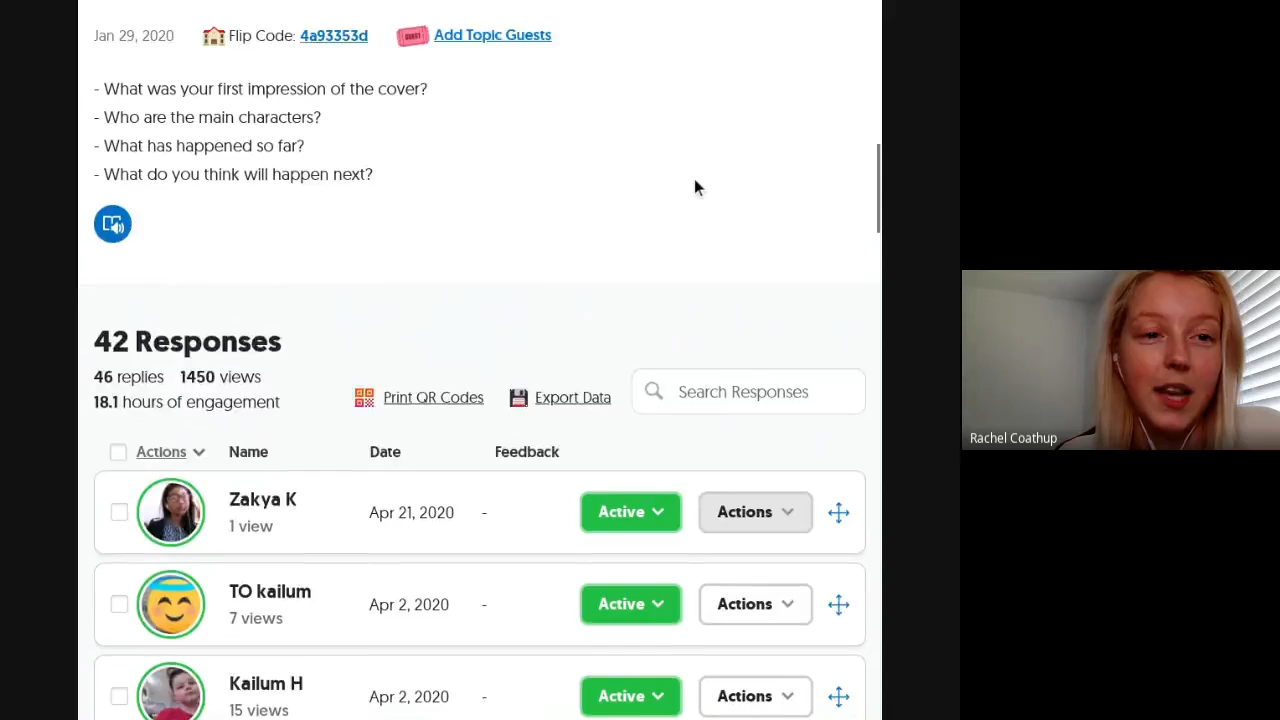 Jan 29, 2020 Flip Code: 4a93353d GUEST Add Topic Guests
- What was your first impression of the cover?
- Who are the main characters?
- What has happened so far?
- What do you think will happen next?
42 Responses
46 replies 1450 views
18.1 hours of engagement
Print QR Codes Export Data Search Responses
Actions Name Date Feedback
Zakya K
1 view
Apr 21, 2020 - Active Actions
TO kailum
7 views
Apr 2, 2020 - Active Actions
Kailum H
15 views
Apr 2, 2020 - Active Actions
Rachel Coathup